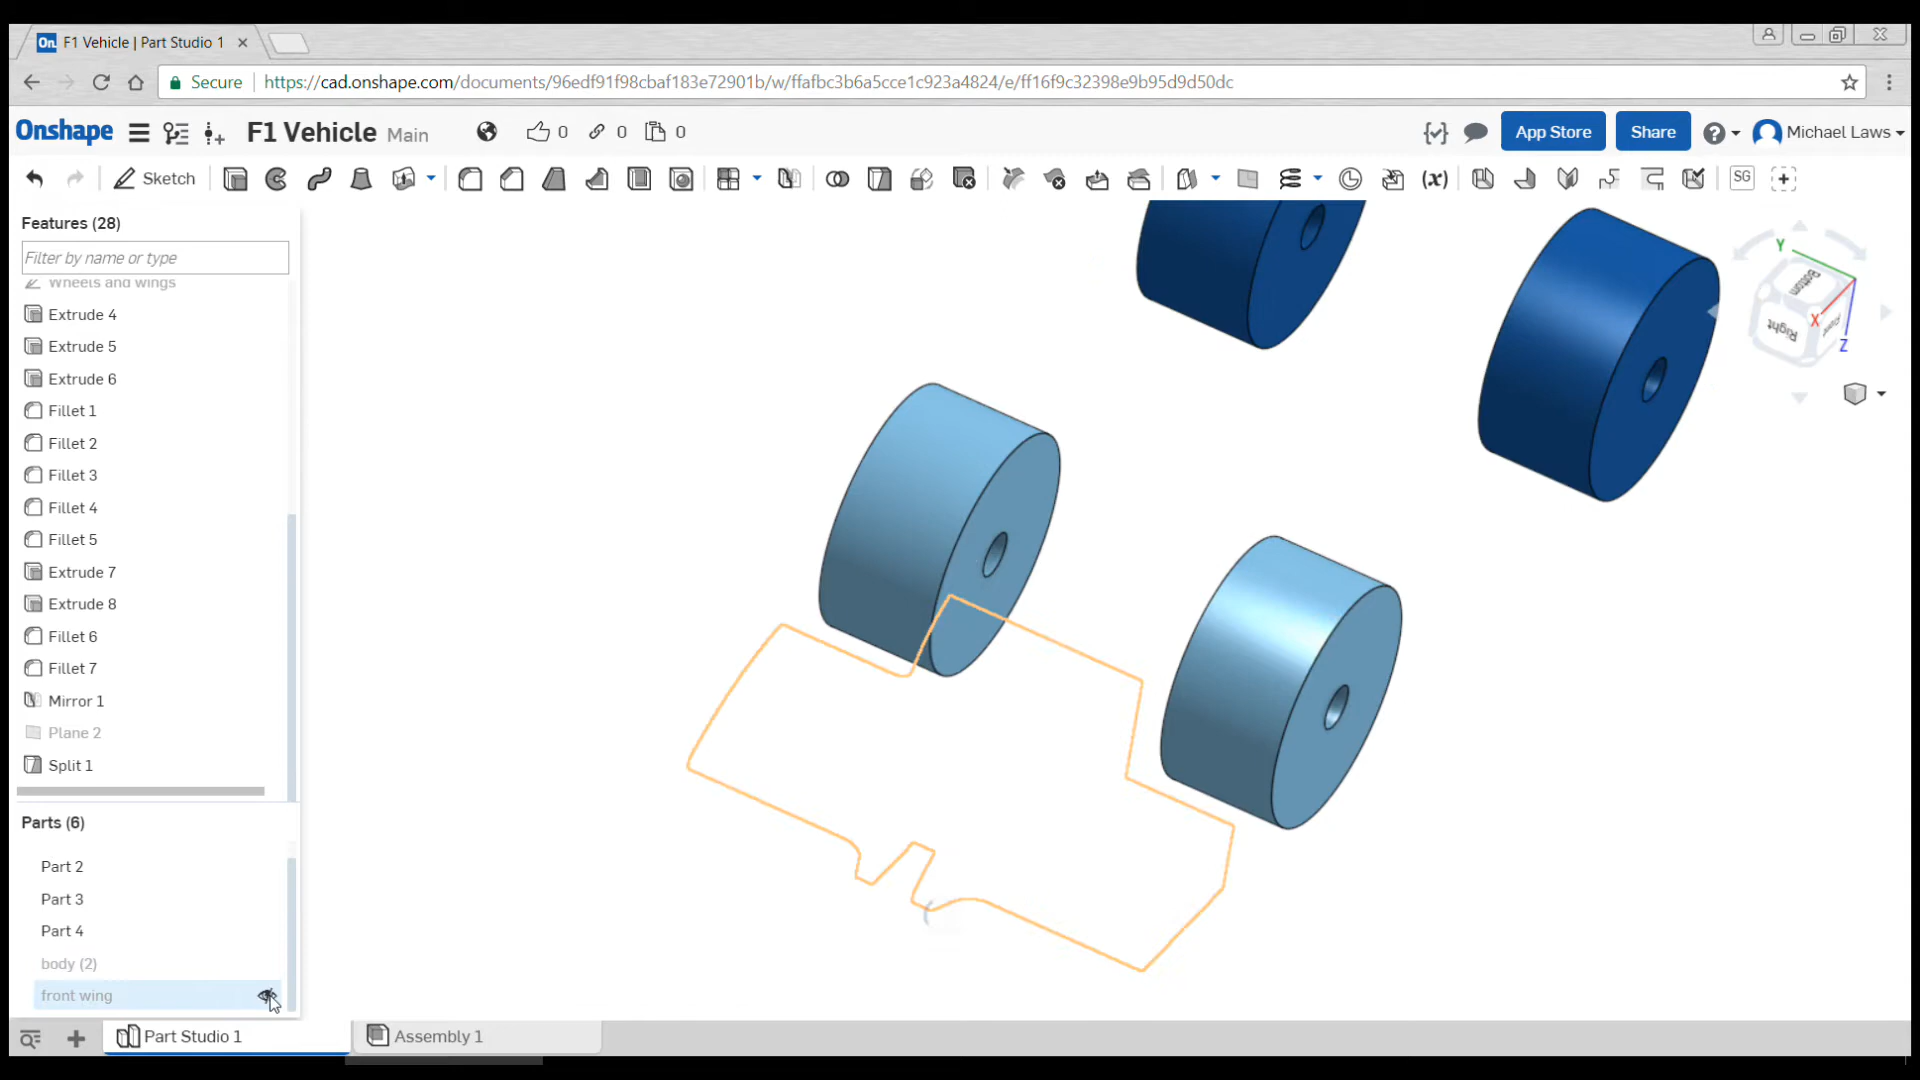 On F1 Vehicle | Part Studio 1
Secure https://cad.onshape.com/documents/96edf91f98cbaf183e72901b/w/ffafbc3b6a5cce1c923a4824/e/ff16f9c32398e9b95d9d50dc
Onshape F1 Vehicle Main 0 0 0 App Store Share Michael Laws
Sketch (x) SG
Features (28)
Filter by name or type
Wheels and wings
Extrude 4
Extrude 5
Extrude 6
Fillet 1
Fillet 2
Fillet 3
Fillet 4
Fillet 5
Extrude 7
Extrude 8
Fillet 6
Fillet 7
Mirror 1
Plane 2
Split 1
Parts (6)
Part 2
Part 3
Part 4
body (2)
front wing
Y
Bottom
X
Right
Front
Z
Part Studio 1 Assembly 1